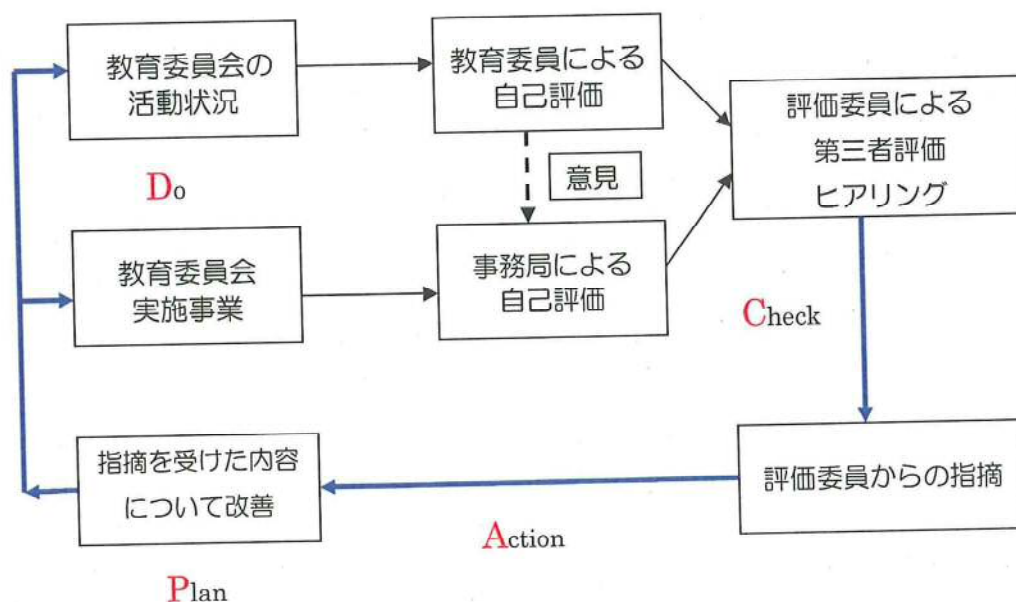 教育委員会の
活動状況
教育委員による
自己評価
評価委員による
第三者評価
ヒアリング
Do
意見
教育委員会
実施事業
事務局による
自己評価
Check
指摘を受けた内容
について改善
評価委員からの指摘
Action
Plan